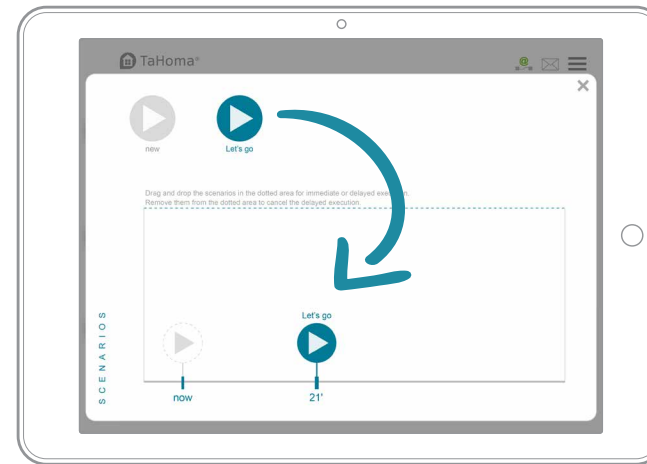 TaHoma®
new
Let's go
Drag and drop the scenarios in the dotted area for immediate or delayed execution.
Remove them from the dotted area to cancel the delayed execution.
SCENARIOS
Let's go
now
21'